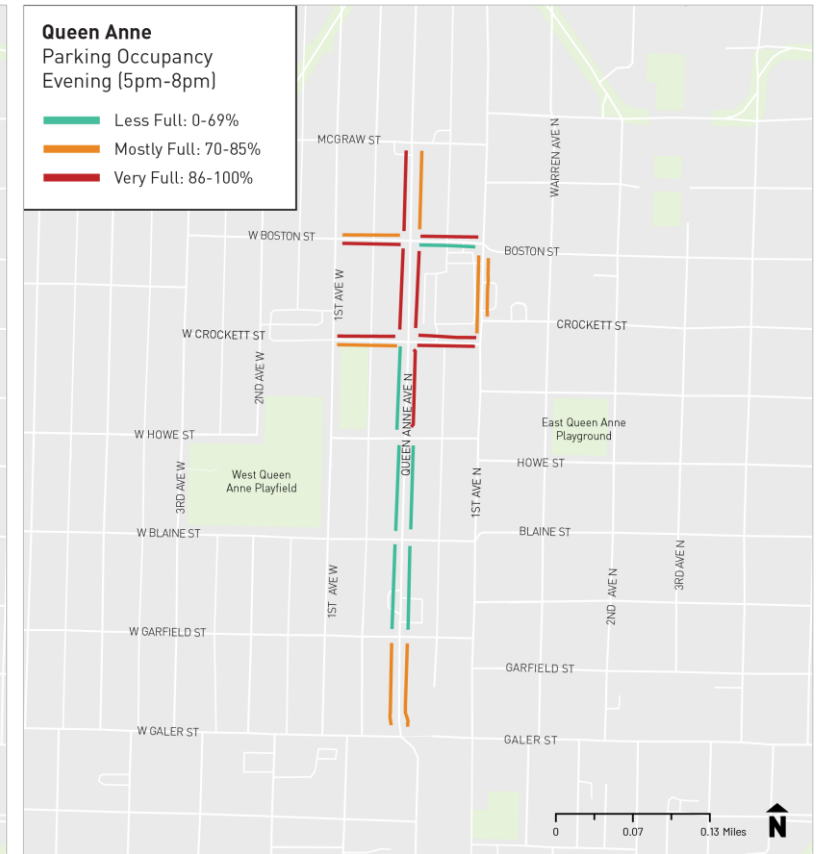 Queen Anne
Parking Occupancy
Evening (5pm-8pm)
Less Full: 0-69%
Mostly Full: 70-85%
Very Full: 86-100%
MCGRAW ST
WARREN AVE N
W BOSTON ST
BOSTON ST
1ST AVE W
W CROCKETT ST
CROCKETT ST
2ND AVE W
QUEEN ANNE AVE N
East Queen Anne
Playground
W HOWE ST
HOWE ST
3RD AVE W
West Queen
Anne Playfield
1ST AVE N
W BLAINE ST
BLAINE ST
1ST AVE W
2ND AVE N
3RD AVE N
W GARFIELD ST
GARFIELD ST
W GALER ST
GALER ST
0
0.07
0.13 Miles
N